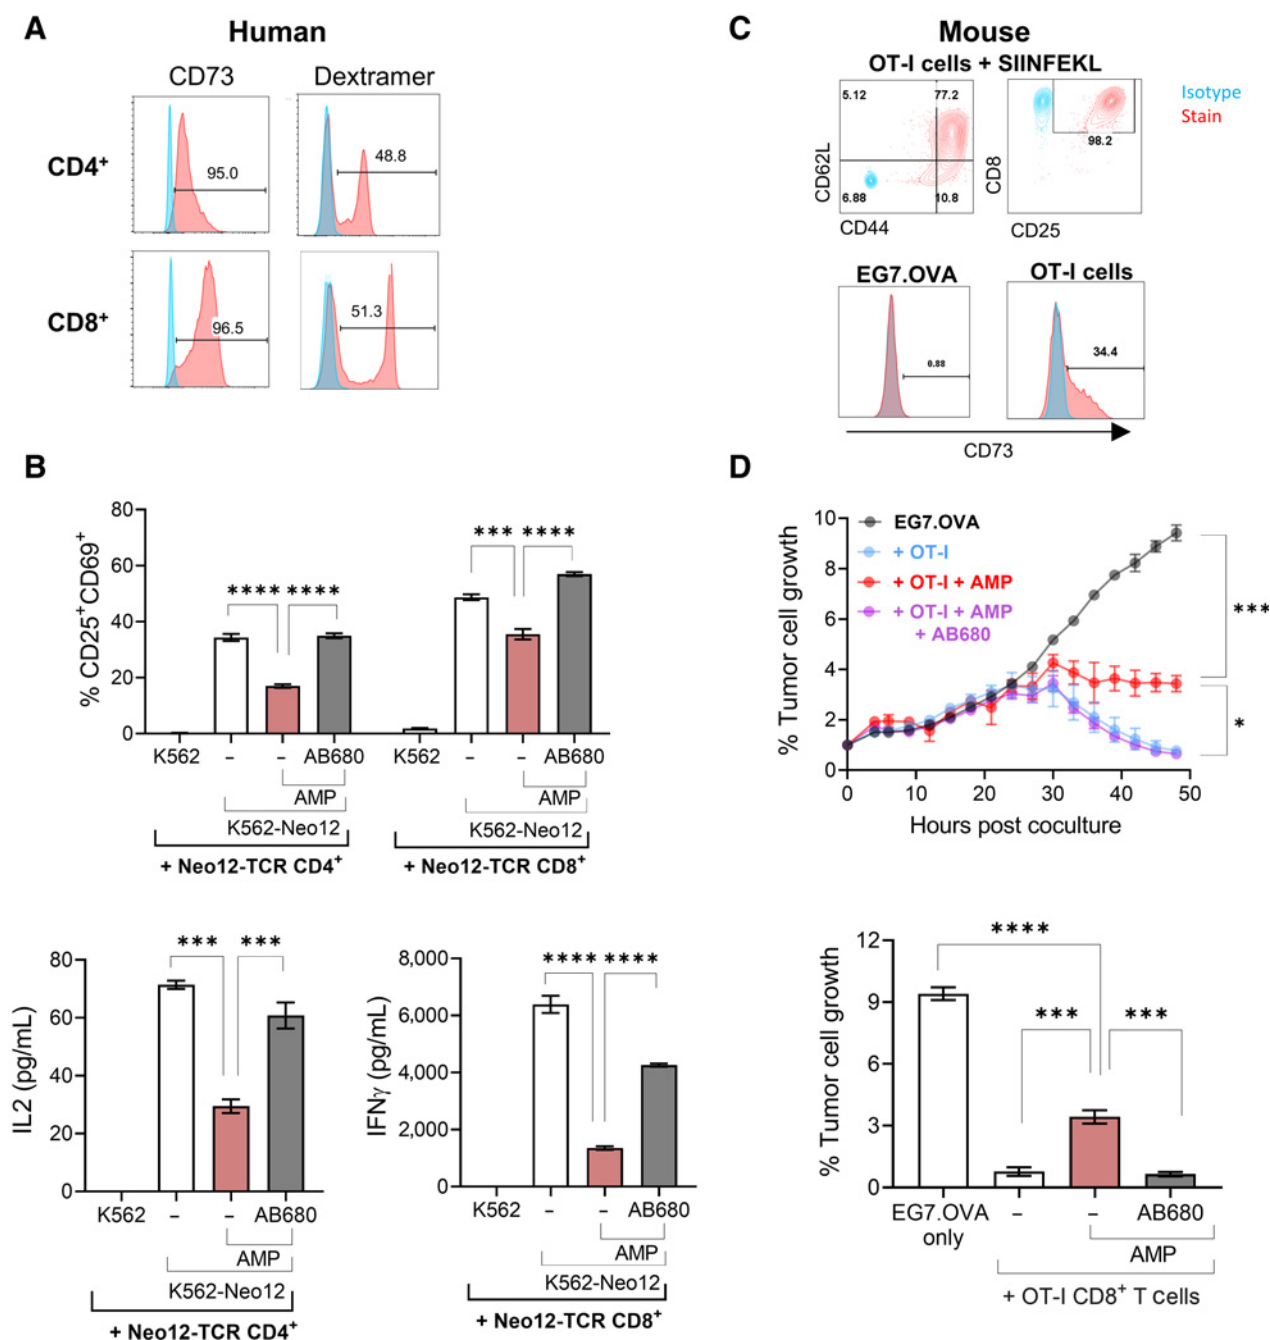 A
Human
CD73
Dextramer
CD4+
95.0
48.8
CD8+
96.5
51.3
C
Mouse
OT-I cells + SIINFEKL
5.12
77.2
6.88
10.8
CD62L
CD44
98.2
CD8
CD25
Isotype
Stain
EG7.OVA
OT-I cells
0.88
34.4
CD73
B
% CD25+CD69+
80
60
40
20
0
**** ****
*** ****
K562 – – AB680 K562 – – AB680
AMP AMP
K562-Neo12 K562-Neo12
+ Neo12-TCR CD4+ + Neo12-TCR CD8+
IL2 (pg/mL)
80
60
40
20
0
*** ***
K562 – – AB680
AMP
K562-Neo12
+ Neo12-TCR CD4+
IFNγ (pg/mL)
8,000
6,000
4,000
2,000
0
**** ****
K562 – – AB680
AMP
K562-Neo12
+ Neo12-TCR CD8+
D
% Tumor cell growth
10
8
6
4
2
0
EG7.OVA
+ OT-I
+ OT-I + AMP
+ OT-I + AMP
+ AB680
***
*
0 10 20 30 40 50
Hours post coculture
% Tumor cell growth
12
9
6
3
0
****
*** ***
EG7.OVA – – AB680
only
AMP
+ OT-I CD8+ T cells